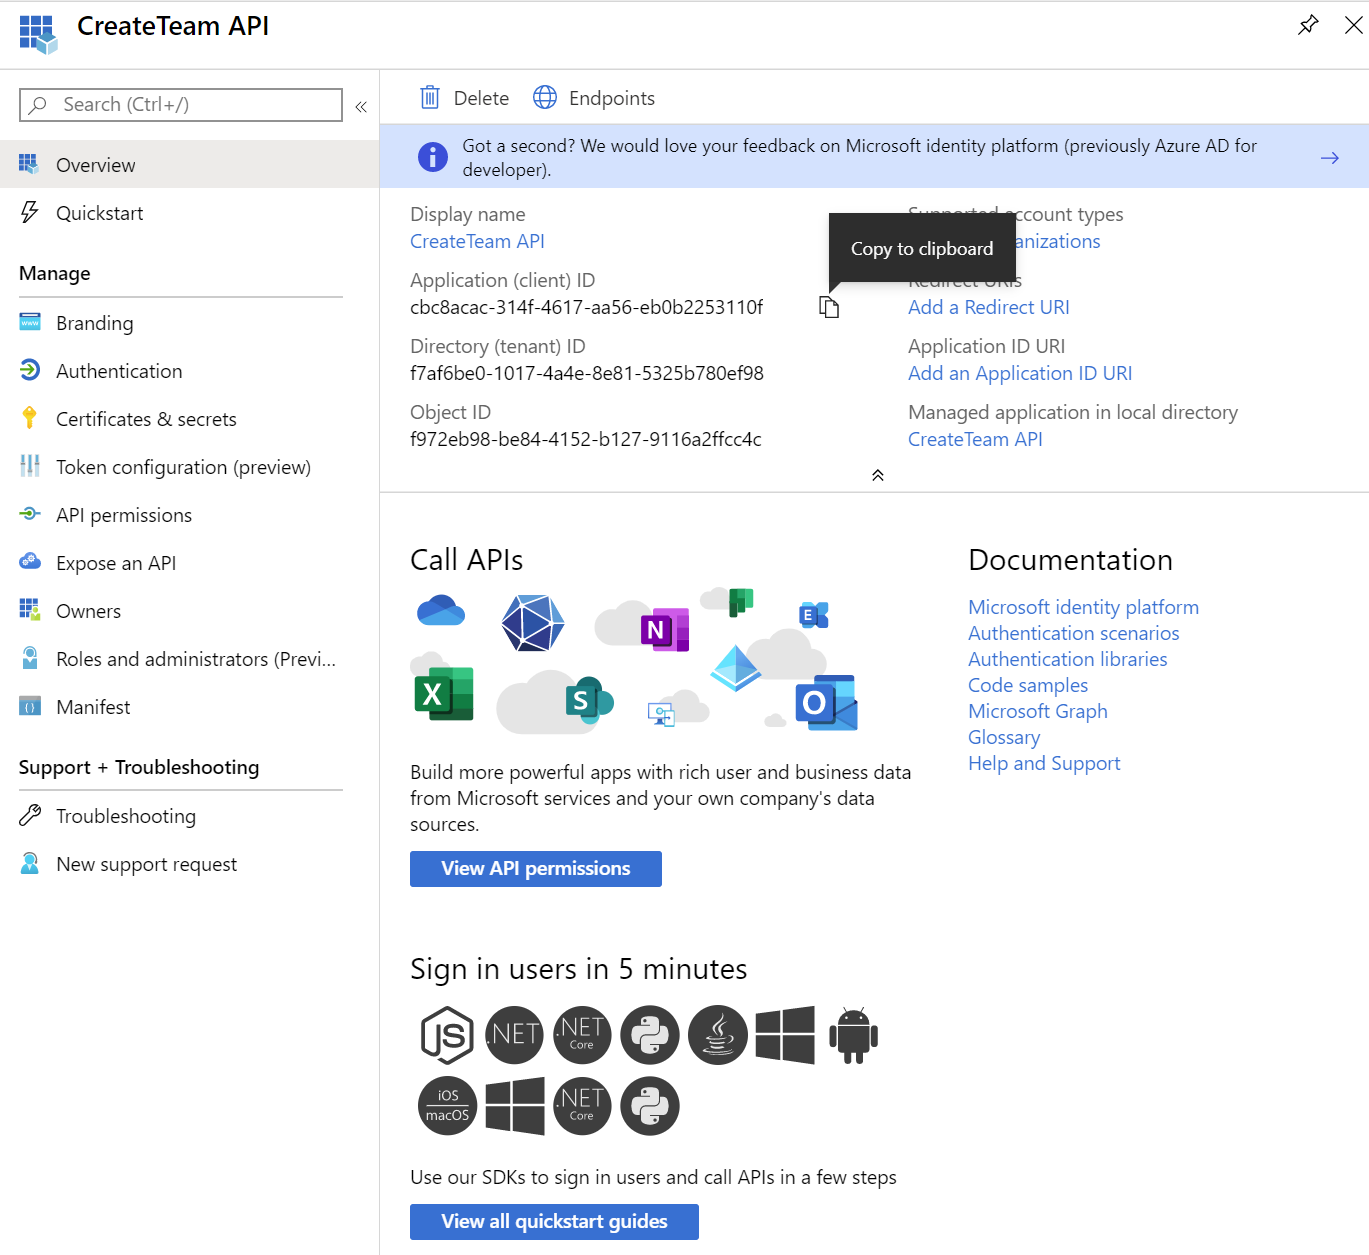 CreateTeam API
Search (Ctrl+/)
Overview
Quickstart
Manage
Branding
Authentication
Certificates & secrets
Token configuration (preview)
API permissions
Expose an API
Owners
Roles and administrators (Previ...
Manifest
Support + Troubleshooting
Troubleshooting
New support request
Delete
Endpoints
Got a second? We would love your feedback on Microsoft identity platform (previously Azure AD for
developer).
Display name
CreateTeam API
Application (client) ID
cbc8acac-314f-4617-aa56-eb0b2253110f
Directory (tenant) ID
f7af6be0-1017-4a4e-8e81-5325b780ef98
Object ID
f972eb98-be84-4152-b127-9116a2ffcc4c
Copy to clipboard
Supported account types
anizations
Redirect URIs
Add a Redirect URI
Application ID URI
Add an Application ID URI
Managed application in local directory
CreateTeam API
Call APIs
N
E
X
S
O
Build more powerful apps with rich user and business data
from Microsoft services and your own company's data
sources.
View API permissions
Documentation
Microsoft identity platform
Authentication scenarios
Authentication libraries
Code samples
Microsoft Graph
Glossary
Help and Support
Sign in users in 5 minutes
JS
.NET
.NET
Core
iOS
macOS
.NET
Core
Use our SDKs to sign in users and call APIs in a few steps
View all quickstart guides